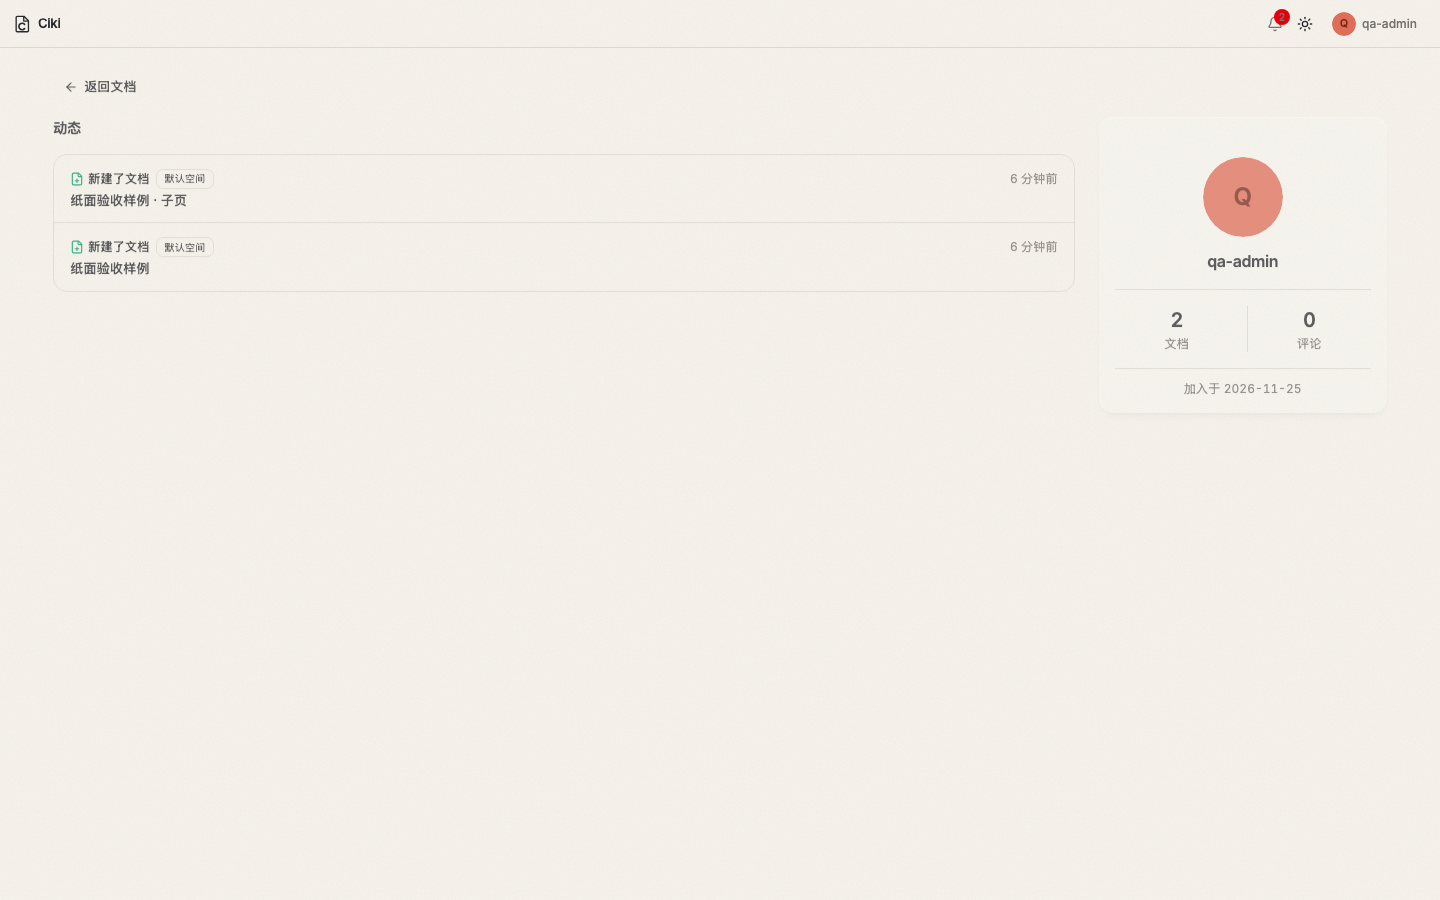 Ciki
2
Q qa-admin
返回文档
动态
新建了文档 默认空间 6 分钟前
纸面验收样例 · 子页
新建了文档 默认空间 6 分钟前
纸面验收样例
Q
qa-admin
2 0
文档 评论
加入于 2026-11-25